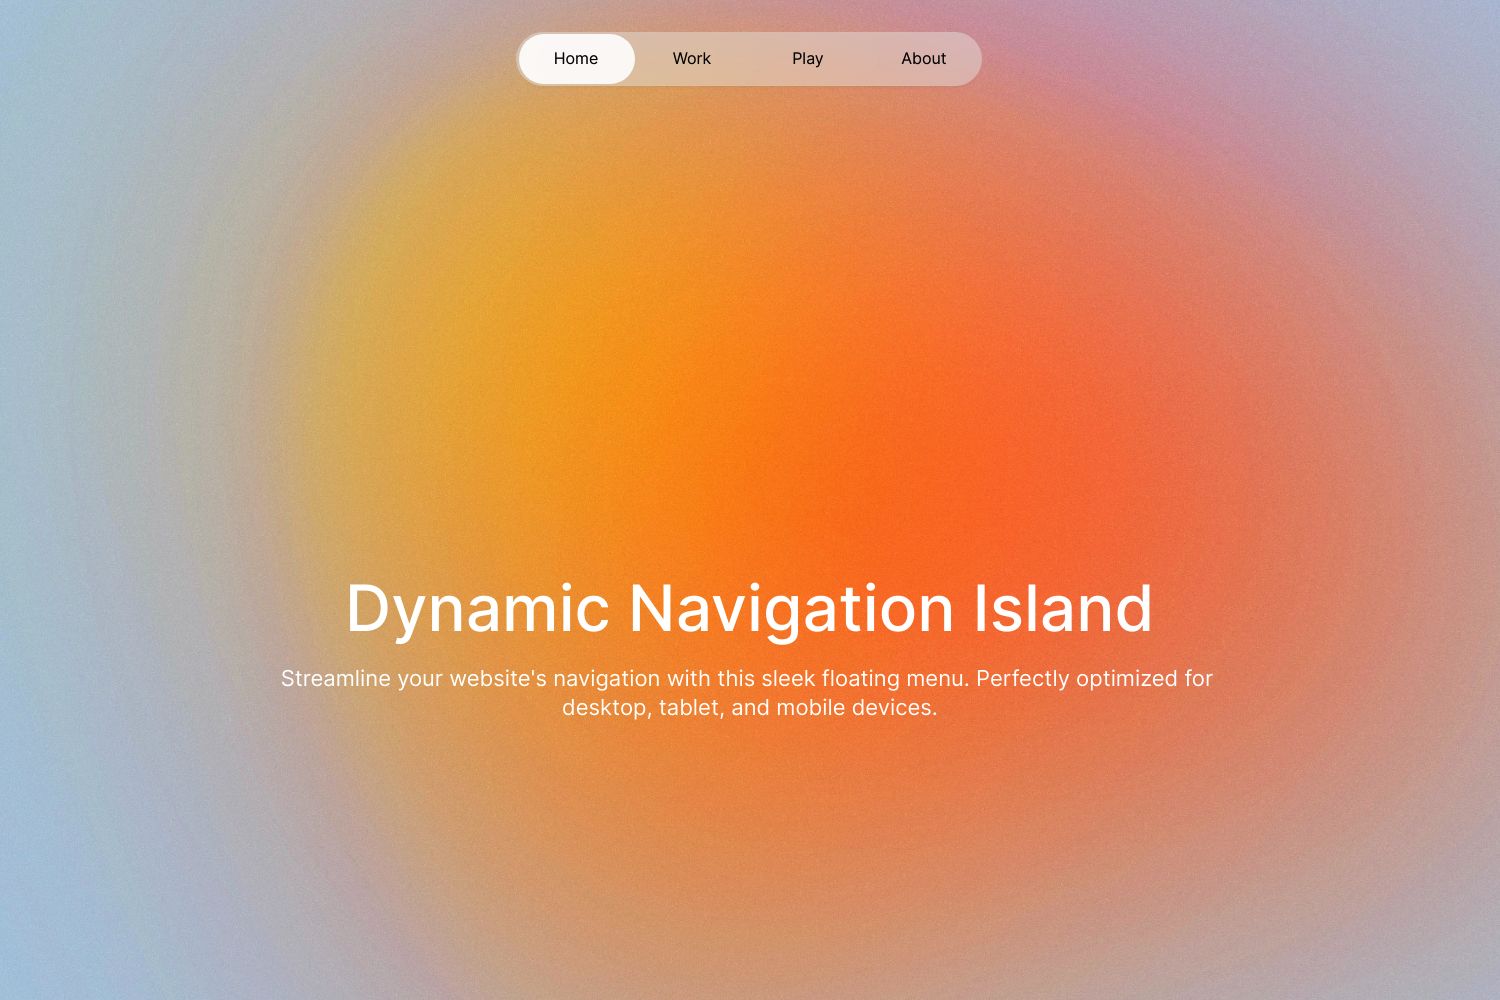 Home Work Play About
Dynamic Navigation Island
Streamline your website's navigation with this sleek floating menu. Perfectly optimized for
desktop, tablet, and mobile devices.